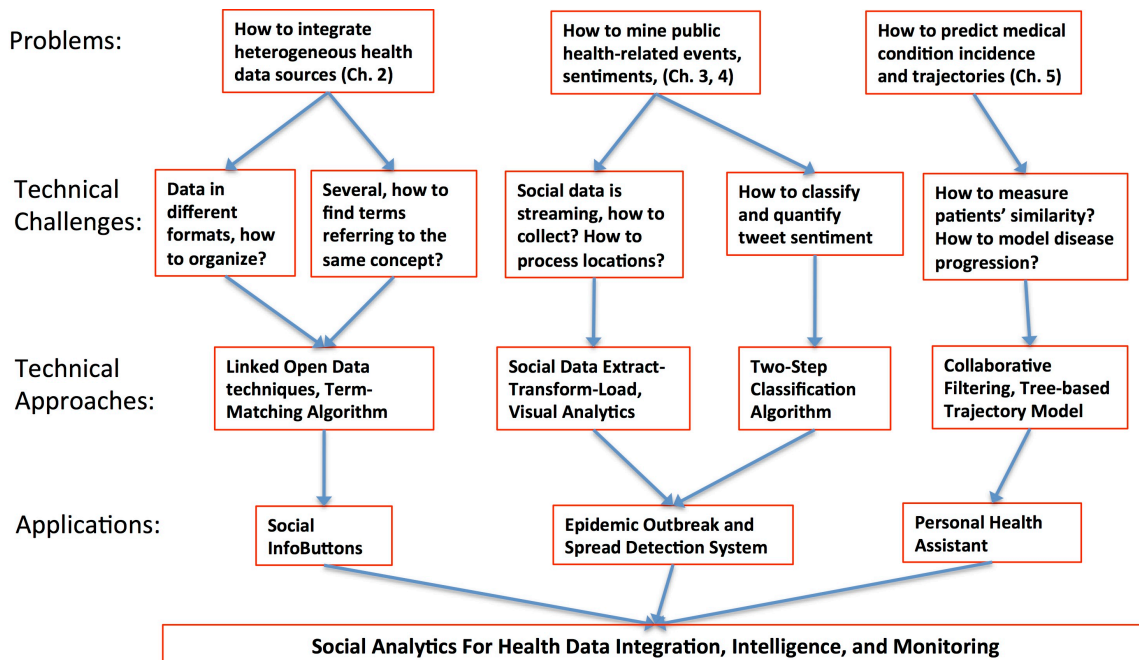 Problems:
How to integrate
heterogeneous health
data sources (Ch. 2)
How to mine public
health-related events,
sentiments, (Ch. 3, 4)
How to predict medical
condition incidence
and trajectories (Ch. 5)
Technical
Challenges:
Data in
different
formats, how
to organize?
Several, how to
find terms
referring to the
same concept?
Social data is
streaming, how to
collect? How to
process locations?
How to classify
and quantify
tweet sentiment
How to measure
patients' similarity?
How to model disease
progression?
Technical
Approaches:
Linked Open Data
techniques, Term-
Matching Algorithm
Social Data Extract-
Transform-Load,
Visual Analytics
Two-Step
Classification
Algorithm
Collaborative
Filtering, Tree-based
Trajectory Model
Applications:
Social
InfoButtons
Epidemic Outbreak and
Spread Detection System
Personal Health
Assistant
Social Analytics For Health Data Integration, Intelligence, and Monitoring